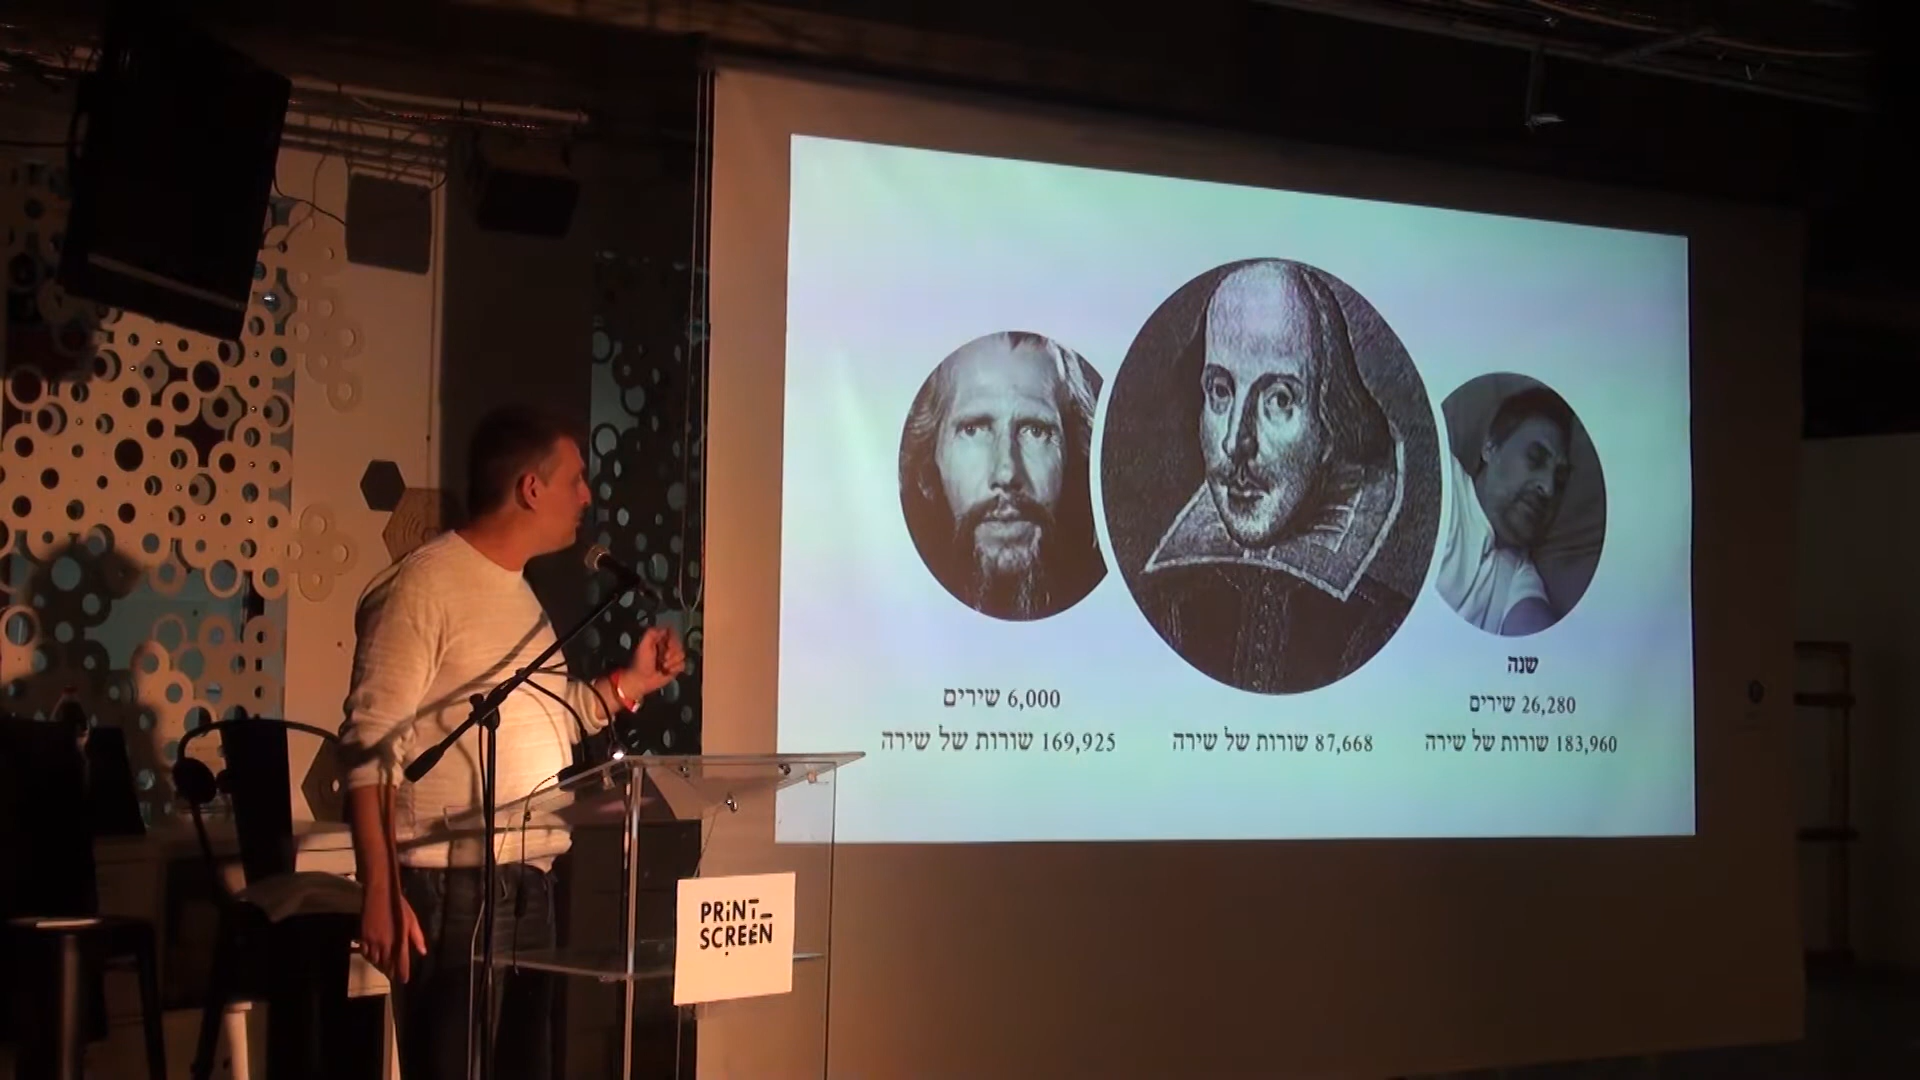 שנה
26,280 שירים
183,960 שורות של שירה
87,668 שורות של שירה
6,000 שירים
169,925 שורות של שירה
PRINT_
SCREEN